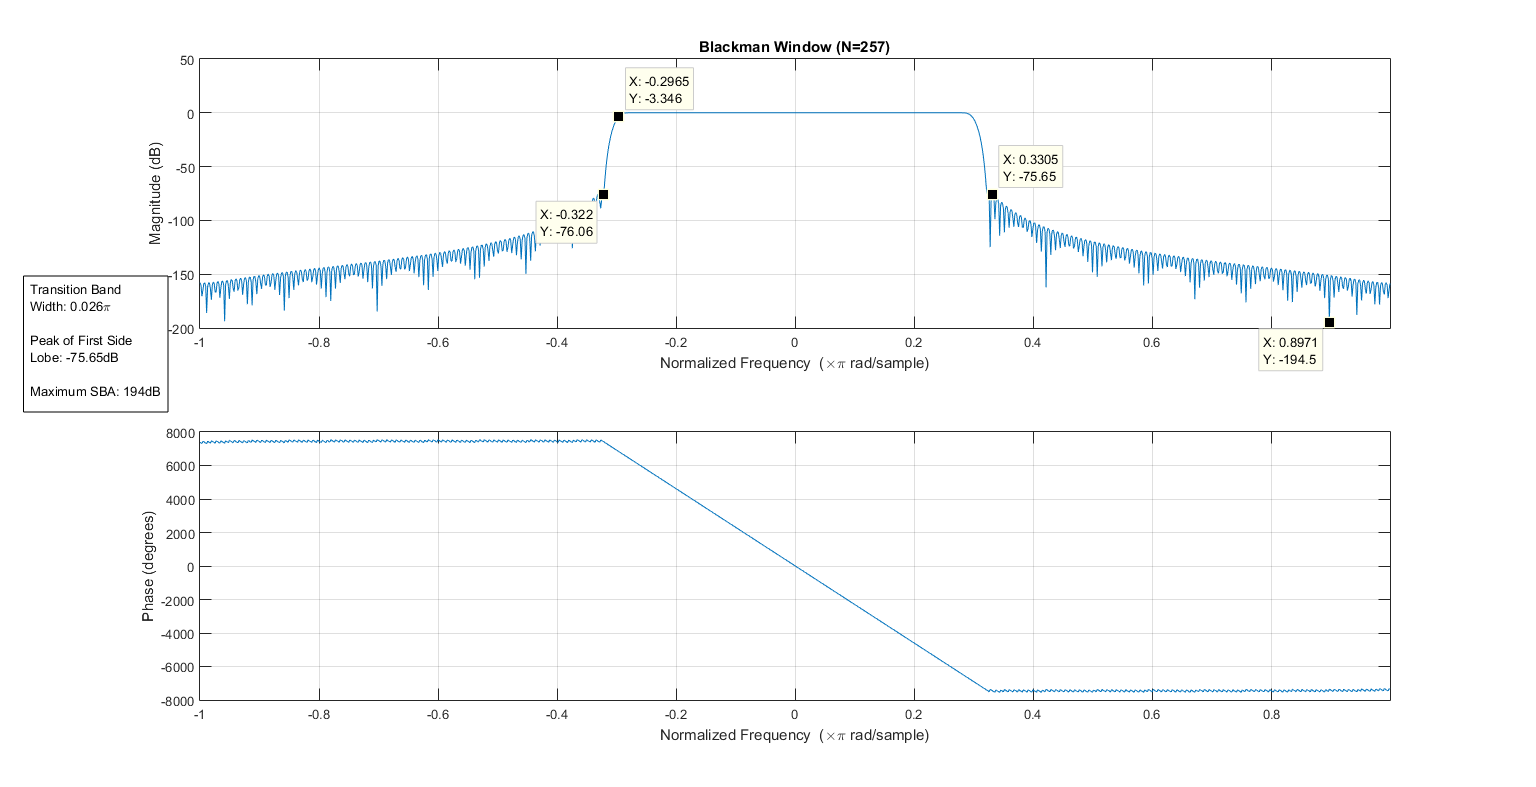 Blackman Window (N=257)
50
0
-50
-100
-150
-200
Magnitude (dB)
X: -0.2965
Y: -3.346
X: 0.3305
Y: -75.65
X: -0.322
Y: -76.06
X: 0.8971
Y: -194.5
-1
-0.8
-0.6
-0.4
-0.2
0
0.2
0.4
0.6
0.8
Normalized Frequency (×π rad/sample)
Transition Band
Width: 0.026π
Peak of First Side
Lobe: -75.65dB
Maximum SBA: 194dB
8000
6000
4000
2000
0
-2000
-4000
-6000
-8000
Phase (degrees)
-1
-0.8
-0.6
-0.4
-0.2
0
0.2
0.4
0.6
0.8
Normalized Frequency (×π rad/sample)